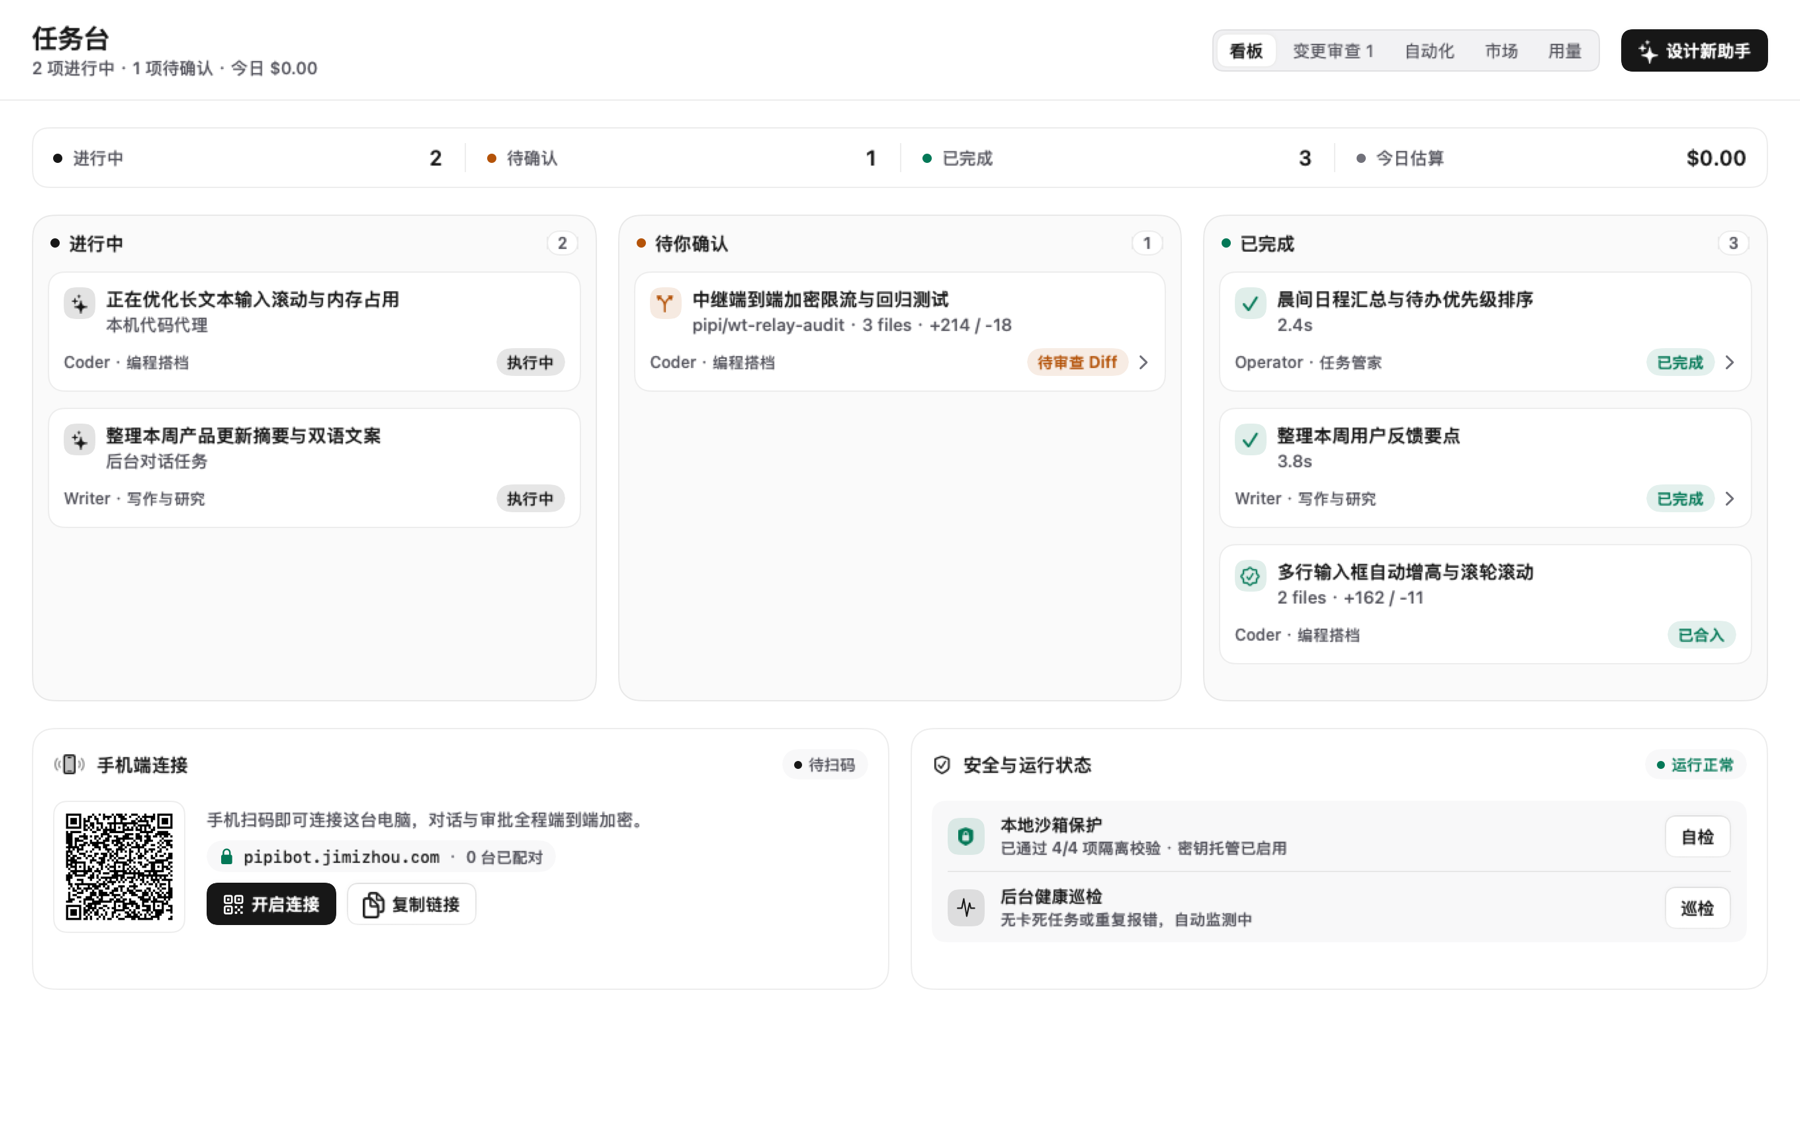 任务台
2 项进行中 · 1 项待确认 · 今日 $0.00
看板 变更审查 1 自动化 市场 用量
设计新助手
进行中 2
待确认 1
已完成 3
今日估算 $0.00
进行中 2
正在优化长文本输入滚动与内存占用
本机代码代理
Coder · 编程搭档 执行中
整理本周产品更新摘要与双语文案
后台对话任务
Writer · 写作与研究 执行中
待你确认 1
中继端到端加密限流与回归测试
pipi/wt-relay-audit · 3 files · +214 / -18
Coder · 编程搭档 待审查 Diff
已完成 3
晨间日程汇总与待办优先级排序
2.4s
Operator · 任务管家 已完成
整理本周用户反馈要点
3.8s
Writer · 写作与研究 已完成
多行输入框自动增高与滚轮滚动
2 files · +162 / -11
Coder · 编程搭档 已合入
手机端连接 待扫码
手机扫码即可连接这台电脑，对话与审批全程端到端加密。
pipibot.jimizhou.com · 0 台已配对
开启连接 复制链接
安全与运行状态 运行正常
本地沙箱保护
已通过 4/4 项隔离校验 · 密钥托管已启用
自检
后台健康巡检
无卡死任务或重复报错，自动监测中
巡检